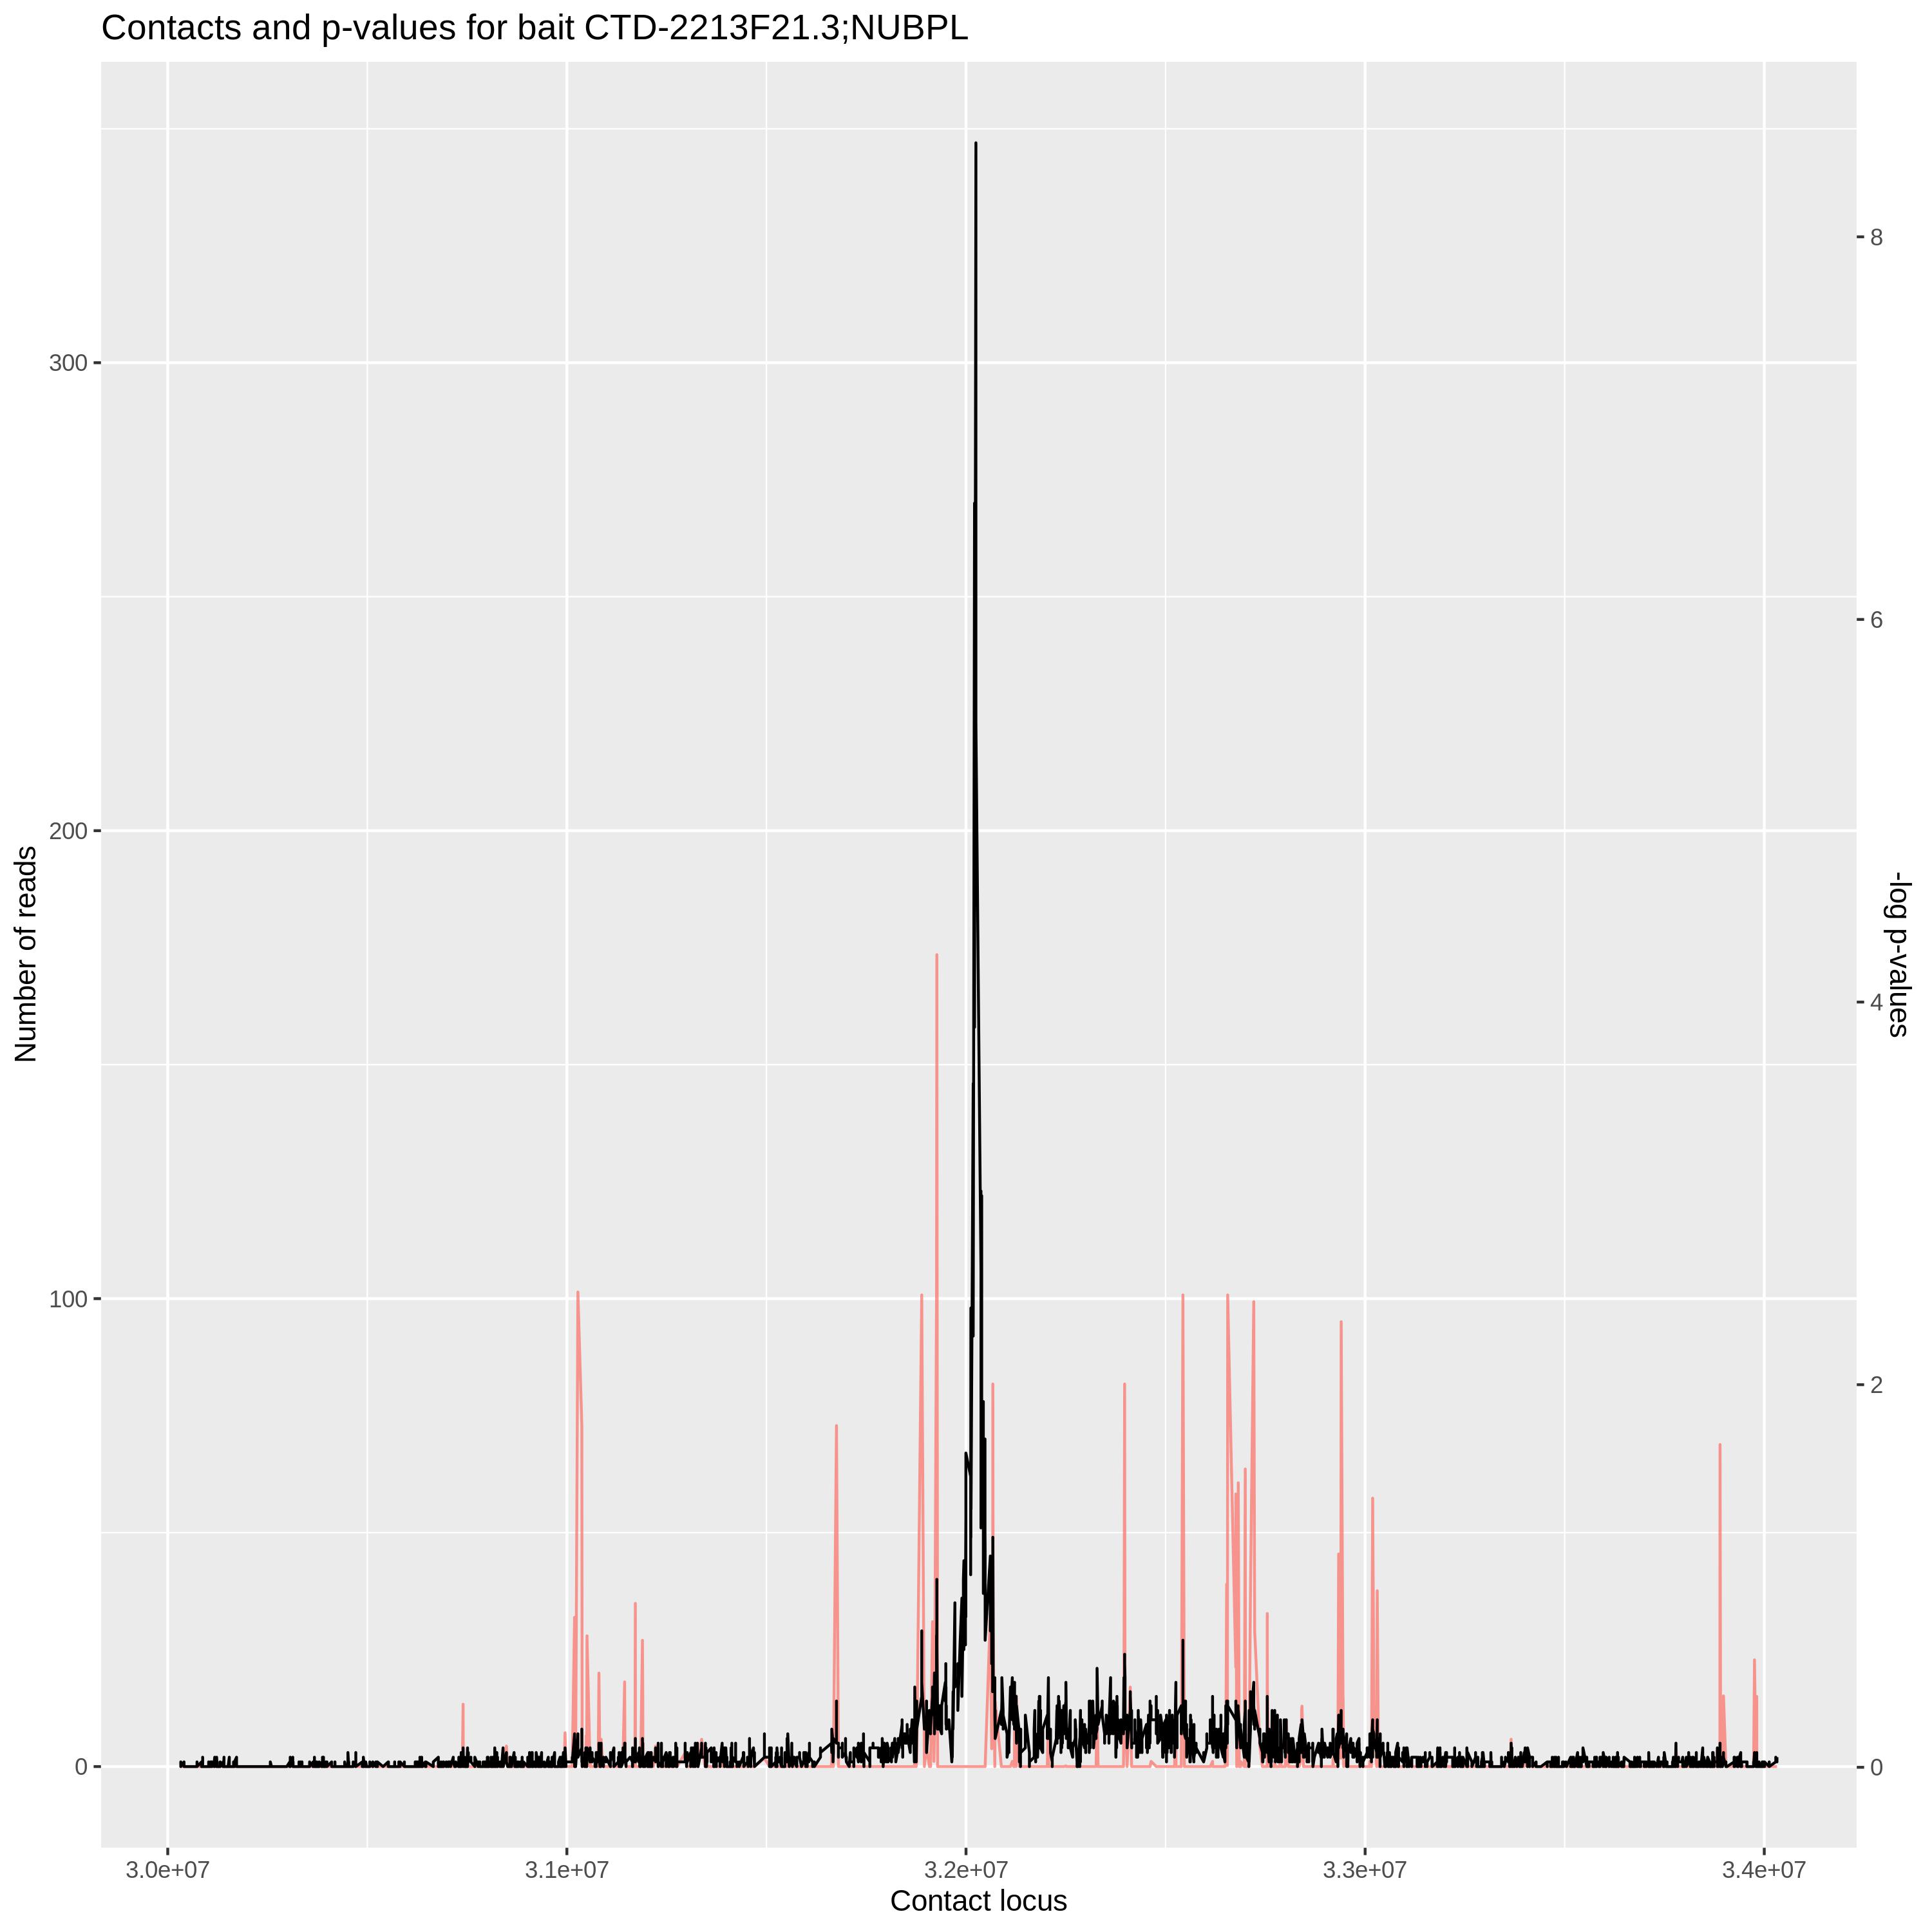 Contacts and p-values for bait CTD-2213F21.3;NUBPL
Number of reads
300
200
100
0
8
6
4
2
0
-log p-values
3.0e+07
3.1e+07
3.2e+07
3.3e+07
3.4e+07
Contact locus